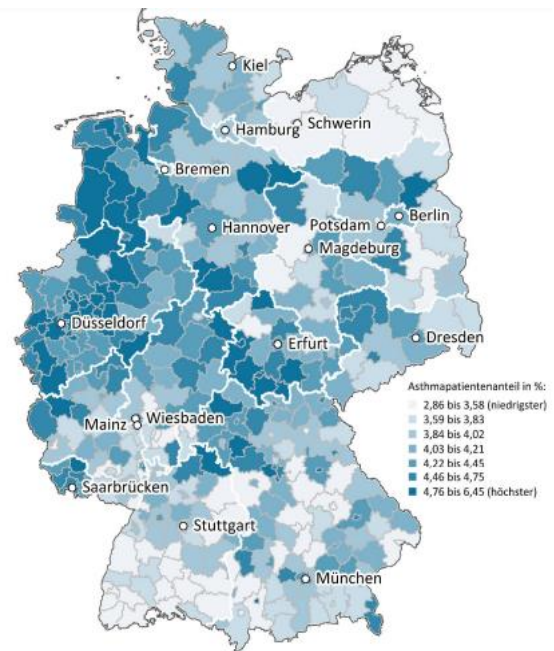 Kiel
Schwerin
Hamburg
Bremen
Berlin
Hannover
Potsdam
Magdeburg
Düsseldorf
Erfurt
Dresden
Wiesbaden
Mainz
Saarbrücken
Stuttgart
München
Asthmapatientenanteil in %:
2,86 bis 3,58 (niedrigster)
3,59 bis 3,83
3,84 bis 4,02
4,03 bis 4,21
4,22 bis 4,45
4,46 bis 4,75
4,76 bis 6,45 (höchster)